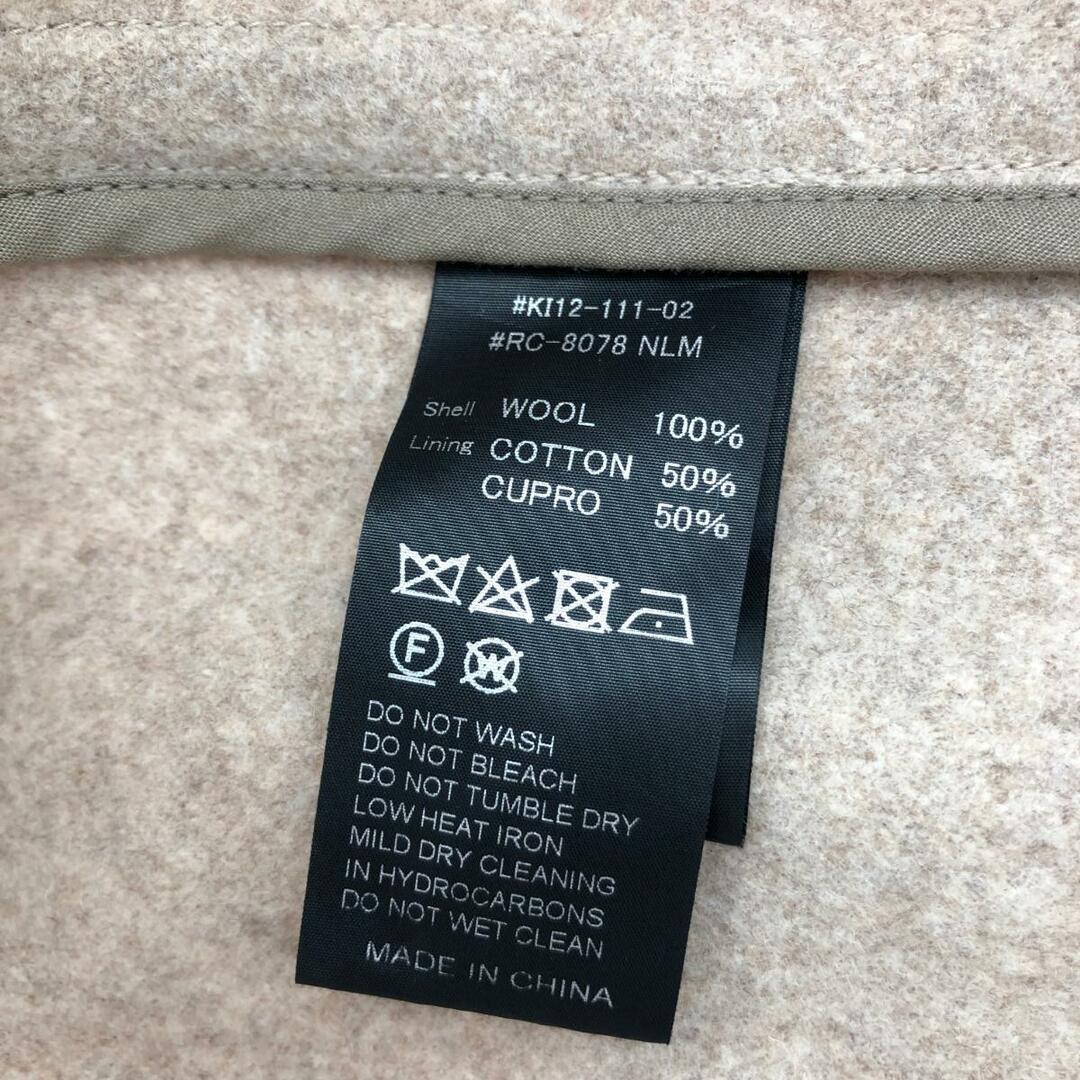 #KI12-111-02
#RC-8078 NLM
Shell WOOL 100%
Lining COTTON 50%
CUPRO 50%
F W
DO NOT WASH
DO NOT BLEACH
DO NOT TUMBLE DRY
LOW HEAT IRON
MILD DRY CLEANING
IN HYDROCARBONS
DO NOT WET CLEAN
MADE IN CHINA